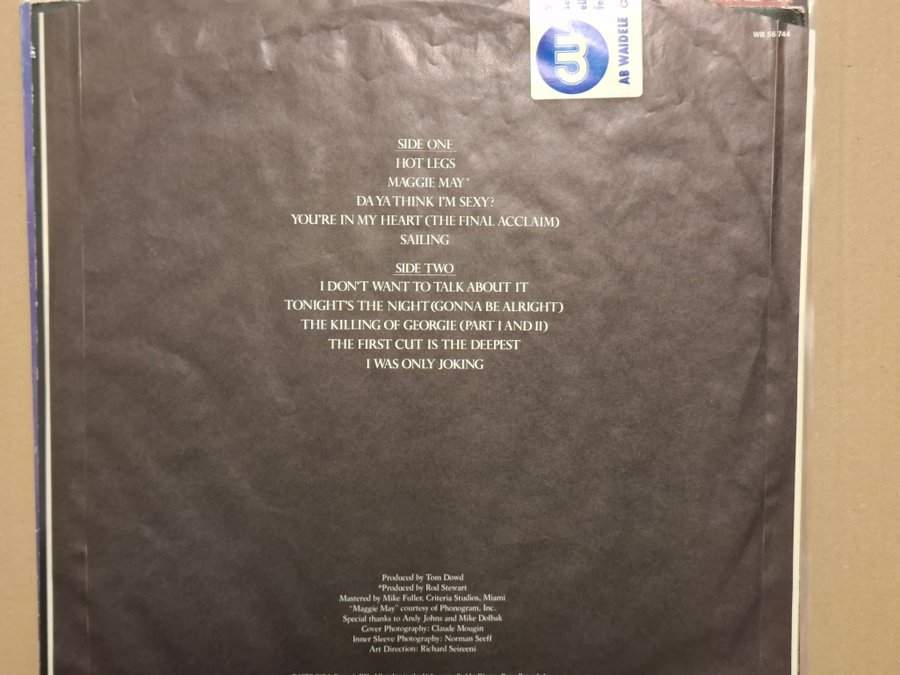 WB 56 744
AB WAIDELE
SIDE ONE
HOT LEGS
MAGGIE MAY*
DA YA THINK I'M SEXY?
YOU'RE IN MY HEART (THE FINAL ACCLAIM)
SAILING
SIDE TWO
I DON'T WANT TO TALK ABOUT IT
TONIGHT'S THE NIGHT (GONNA BE ALRIGHT)
THE KILLING OF GEORGIE (PART I AND II)
THE FIRST CUT IS THE DEEPEST
I WAS ONLY JOKING
Produced by Tom Dowd
*Produced by Rod Stewart
Mastered by Mike Fuller, Criteria Studios, Miami
"Maggie May" courtesy of Phonogram, Inc.
Special thanks to Andy Johns and Mike Dolbak
Cover Photography: Claude Mougin
Inner Sleeve Photography: Norman Seeff
Art Direction: Richard Seireeni